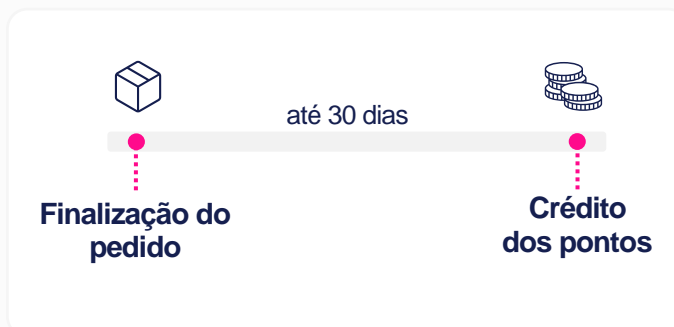 até 30 dias
Finalização do
pedido
Crédito
dos pontos